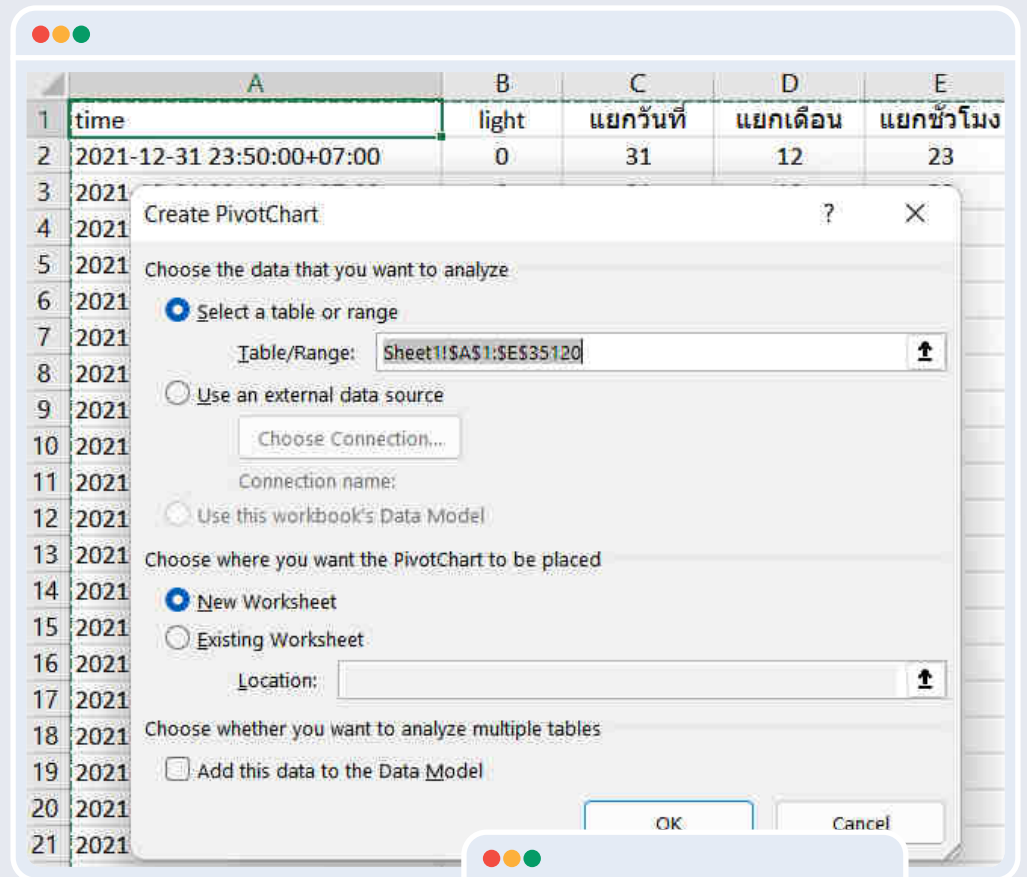 A B C D E
1 time light แยกวันที่ แยกเดือน แยกชั่วโมง
2 2021-12-31 23:50:00+07:00 0 31 12 23
3 2021
Create PivotChart ? ×
4 2021
Choose the data that you want to analyze
5 2021
6 2021
Select a table or range
7 2021
Table/Range: Sheet1!$A$1:$E$35120
8 2021
Use an external data source
9 2021
Choose Connection...
10 2021
Connection name:
11 2021
Use this workbook's Data Model
12 2021
13 2021
Choose where you want the PivotChart to be placed
14 2021
New Worksheet
15 2021
Existing Worksheet
16 2021
Location:
17 2021
18 2021
Choose whether you want to analyze multiple tables
19 2021
Add this data to the Data Model
20 2021
OK Cancel
21 2021